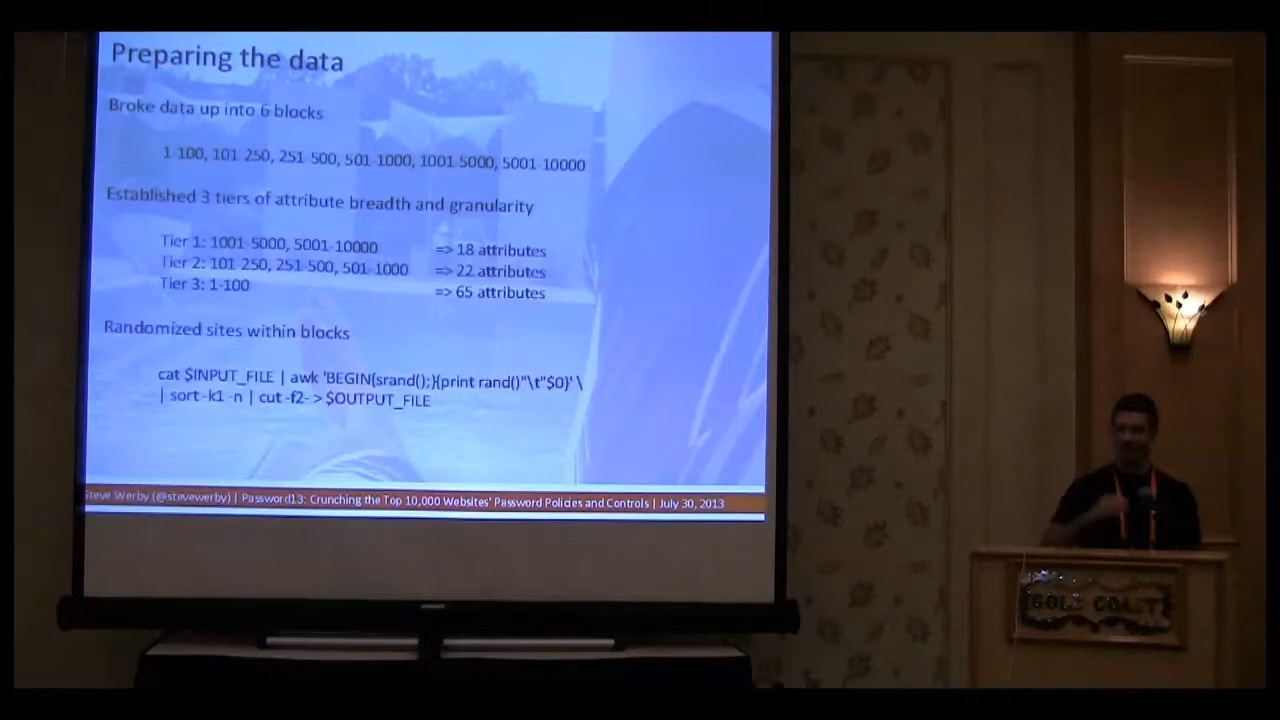 Preparing the data
Broke data up into 6 blocks
1-100, 101-250, 251-500, 501-1000, 1001-5000, 5001-10000
Established 3 tiers of attribute breadth and granularity
Tier 1: 1001-5000, 5001-10000 => 18 attributes
Tier 2: 101-250, 251-500, 501-1000 => 22 attributes
Tier 3: 1-100 => 65 attributes
Randomized sites within blocks
cat $INPUT_FILE | awk 'BEGIN{srand();}{print rand()"\t"$0}' \
| sort -k1 -n | cut -f2- > $OUTPUT_FILE
Steve Werby (@stevewerby) | Password13: Crunching the Top 10,000 Websites' Password Policies and Controls | July 30, 2013
GOLD COAST